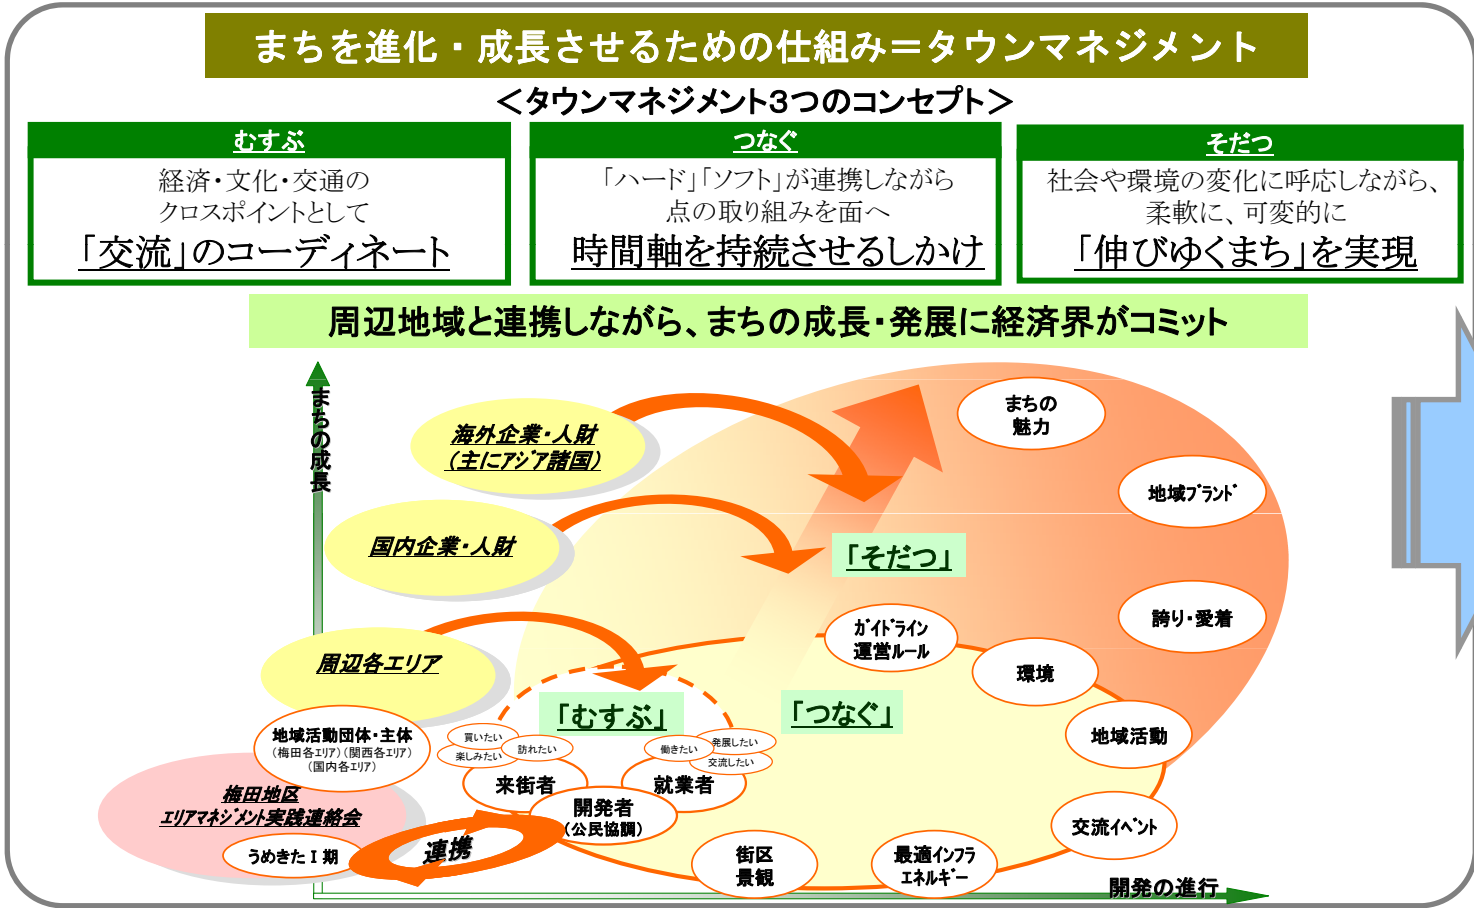 まちを進化・成長させるための仕組み＝タウンマネジメント
＜タウンマネジメント３つのコンセプト＞
むすぶ
経済・文化・交通の
クロスポイントとして
「交流」のコーディネート
つなぐ
「ハード」「ソフト」が連携しながら
点の取り組みを面へ
時間軸を持続させるしかけ
そだつ
社会や環境の変化に呼応しながら、
柔軟に、可変的に
「伸びゆくまち」を実現
周辺地域と連携しながら、まちの成長・発展に経済界がコミット
まちの成長
海外企業・人財
（主にｱｼﾞｱ諸国）
国内企業・人財
周辺各エリア
地域活動団体・主体
（梅田各ｴﾘｱ）（関西各ｴﾘｱ）
（国内各ｴﾘｱ）
梅田地区
ｴﾘｱﾏﾈｼﾞﾒﾝﾄ実践連絡会
うめきたⅠ期
連携
「むすぶ」
買いたい
楽しみたい
訪れたい
働きたい
発展したい
交流したい
来街者
就業者
開発者
（公民協調）
「つなぐ」
「そだつ」
まちの
魅力
地域ﾌﾞﾗﾝﾄﾞ
誇り・愛着
ｶﾞｲﾄﾞﾗｲﾝ
運営ﾙｰﾙ
環境
地域活動
交流ｲﾍﾞﾝﾄ
最適ｲﾝﾌﾗ
ｴﾈﾙｷﾞｰ
街区
景観
開発の進行